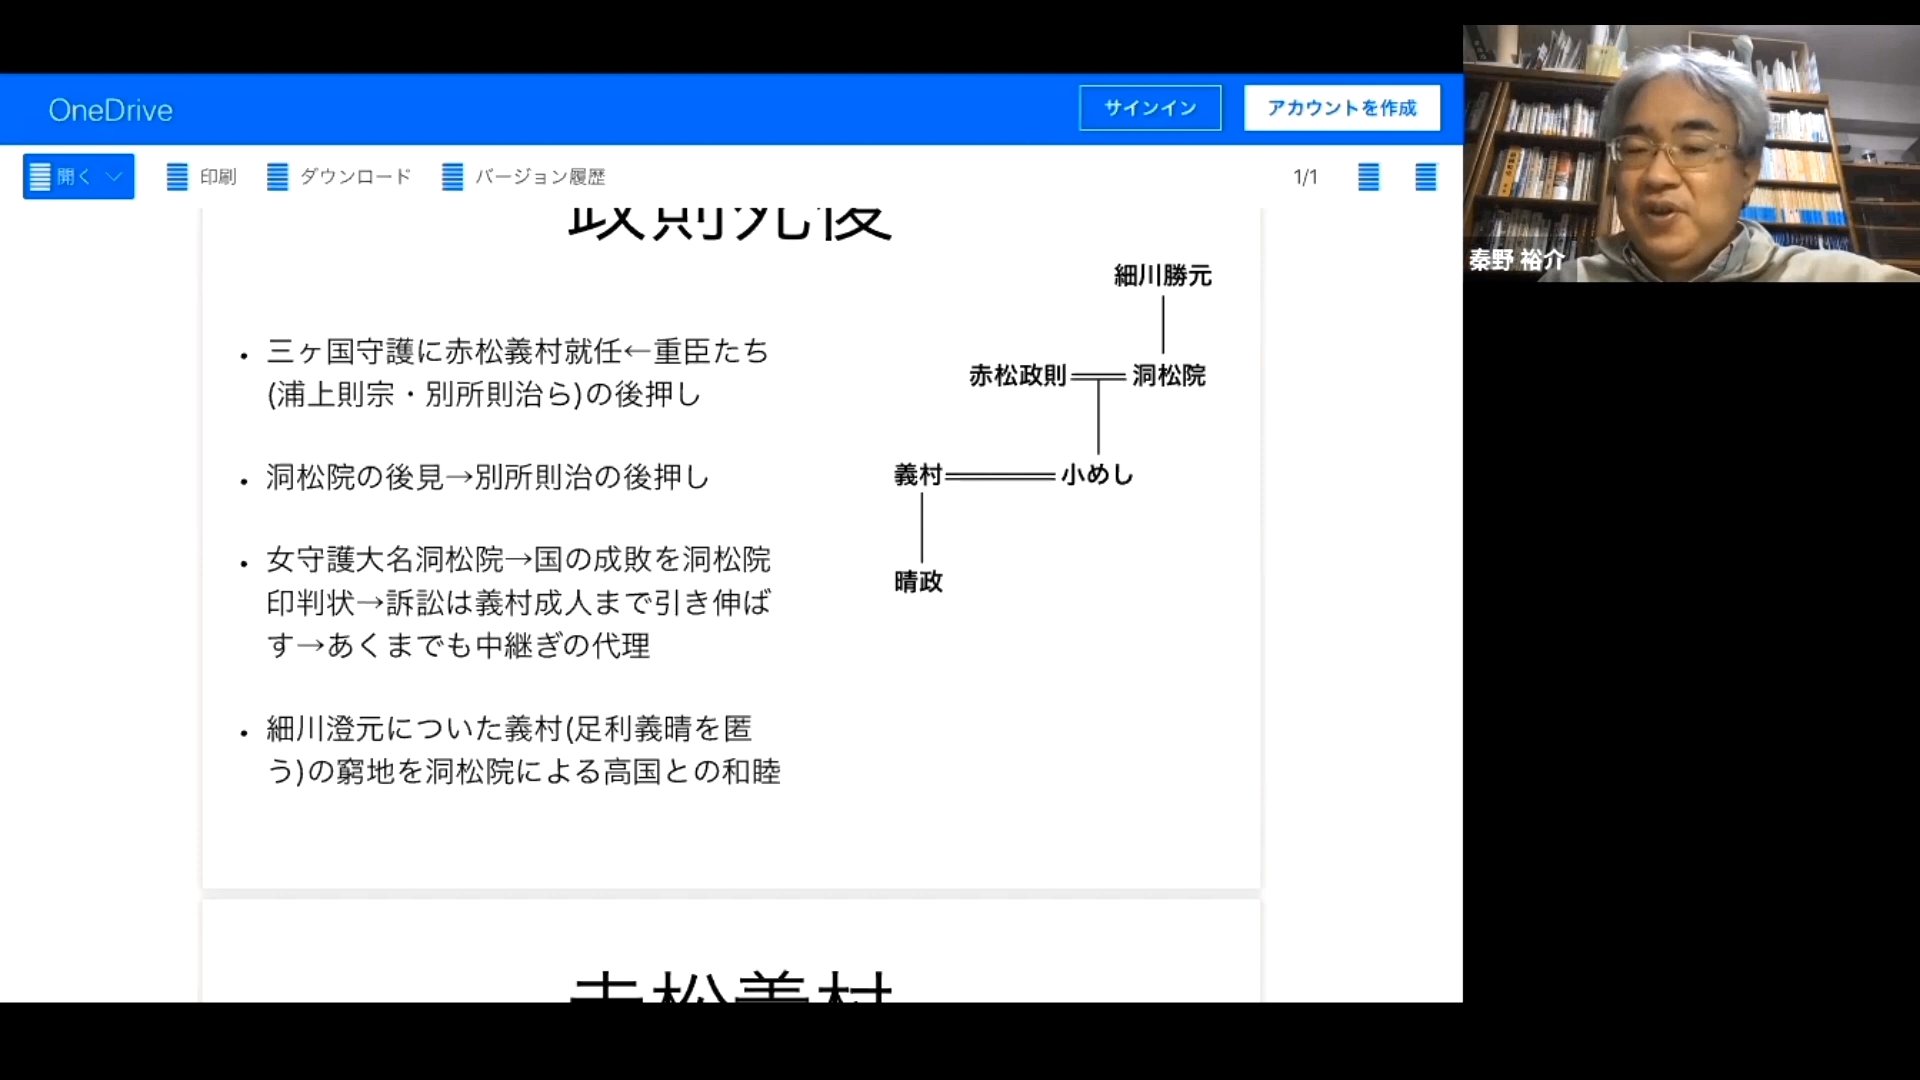 OneDrive
サインイン
アカウントを作成
開く
印刷
ダウンロード
バージョン履歴
1/1
政則死後
・三ヶ国守護に赤松義村就任←重臣たち
(浦上則宗・別所則治ら)の後押し
・洞松院の後見→別所則治の後押し
・女守護大名洞松院→国の成敗を洞松院
印判状→訴訟は義村成人まで引き伸ば
す→あくまでも中継ぎの代理
・細川澄元についた義村(足利義晴を匿
う)の窮地を洞松院による高国との和睦
細川勝元
赤松政則
洞松院
義村
小めし
晴政
赤松義村
秦野 裕介